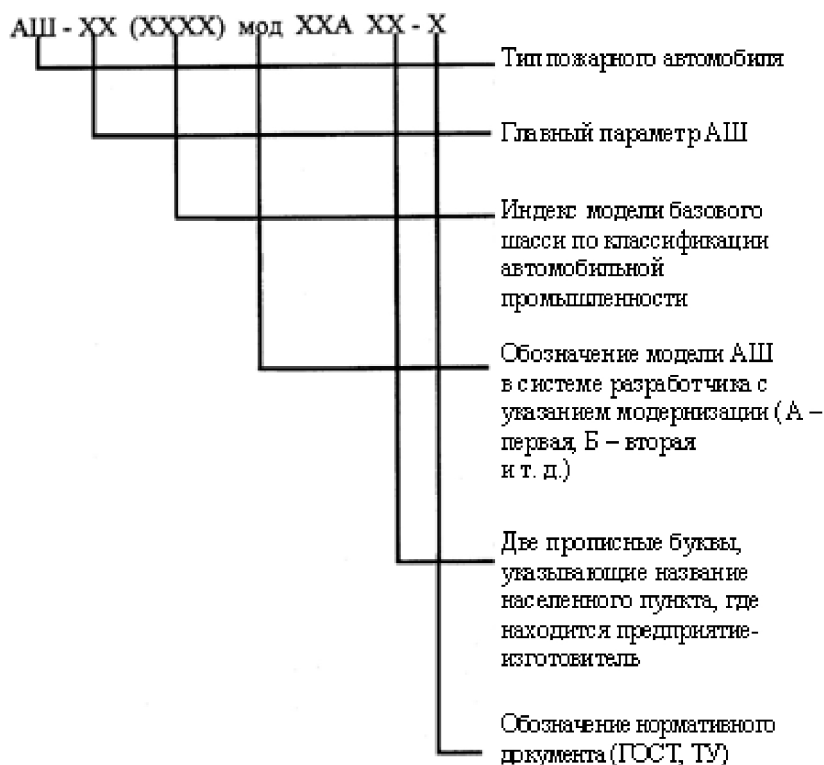 АШ - ХХ (ХХХХ) мод ХХА ХХ - Х
Тип пожарного автомобиля
Главный параметр АШ
Индекс модели базового
шасси по классификации
автомобильной
промышленности
Обозначение модели АШ
в системе разработчика с
указанием модернизации ( А –
первая, Б – вторая
и т. д.)
Две прописные буквы,
указывающие название
населенного пункта, где
находится предприятие-
изготовитель
Обозначение нормативного
документа (ГОСТ, ТУ)